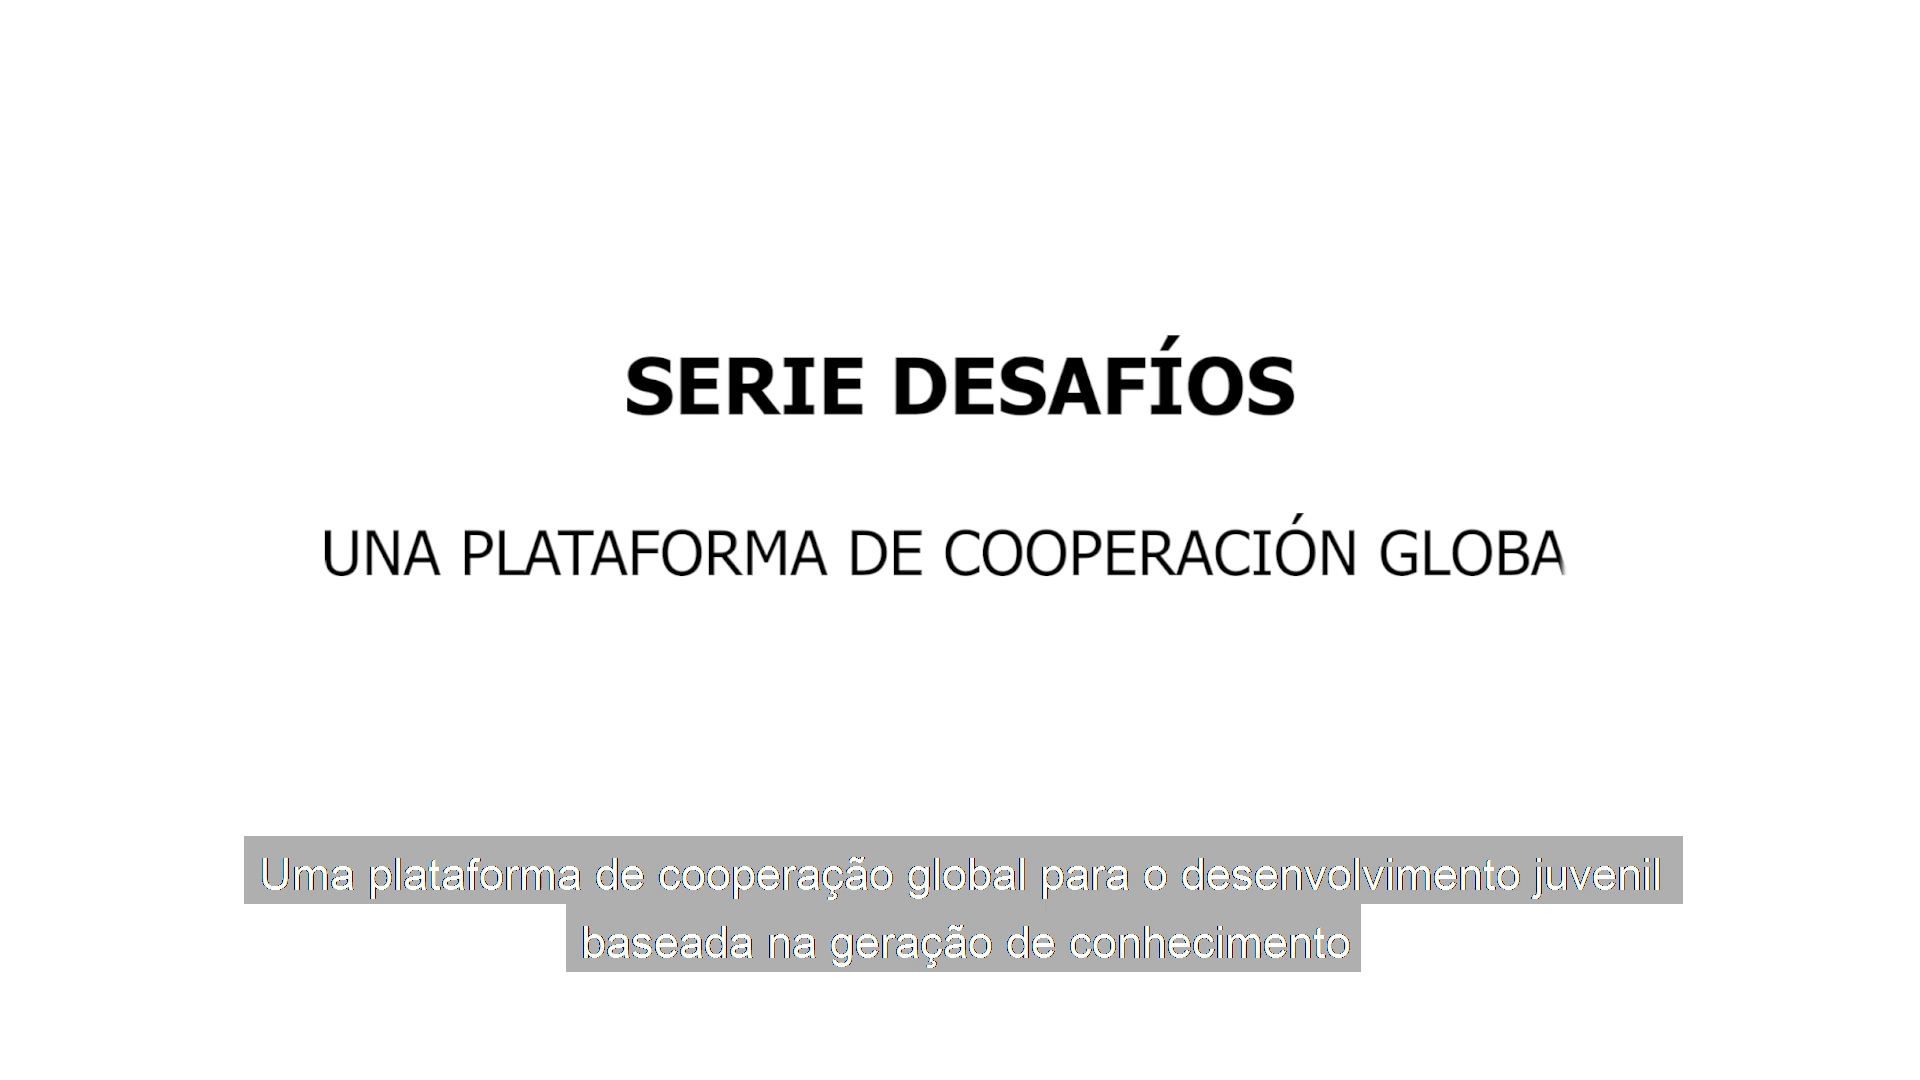 SERIE DESAFÍOS
UNA PLATAFORMA DE COOPERACIÓN GLOBA
Uma plataforma de cooperação global para o desenvolvimento juvenil
baseada na geração de conhecimento